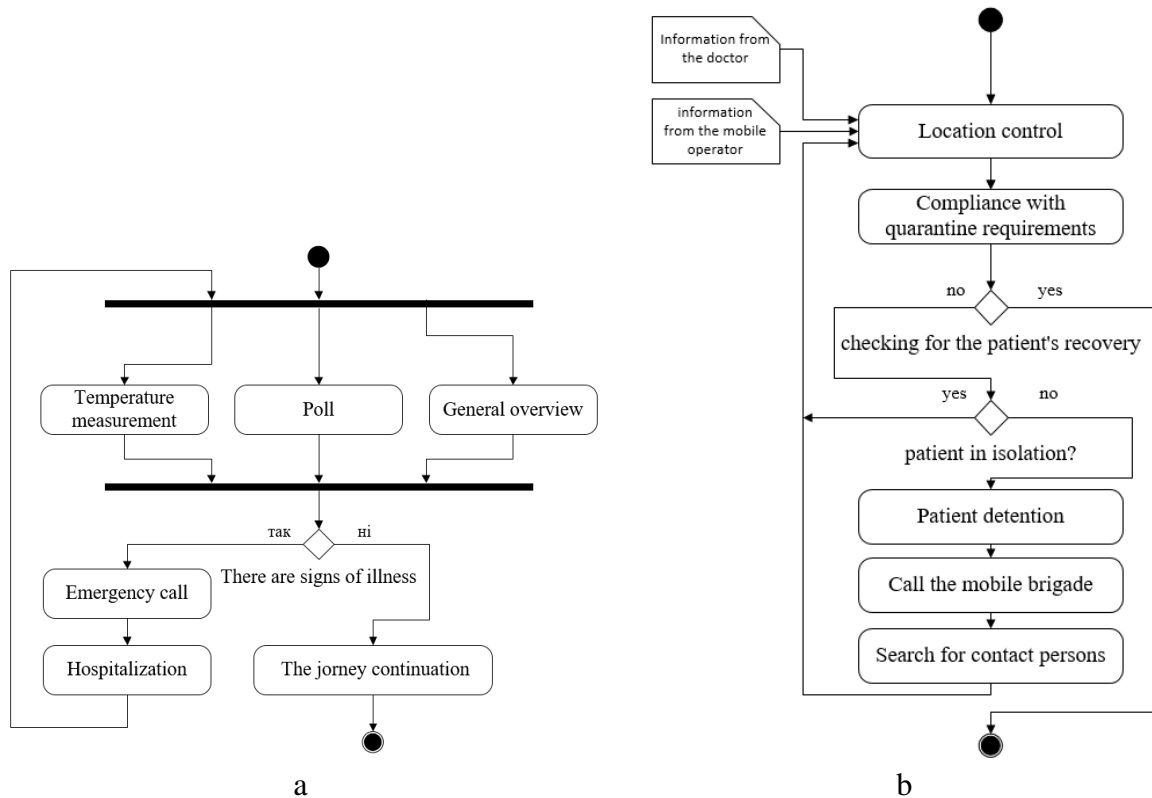 Temperature
measurement
Poll
General overview
так
ні
There are signs of illness
Emergency call
Hospitalization
The jorney continuation
a
Information from
the doctor
information
from the mobile
operator
Location control
Compliance with
quarantine requirements
no
yes
checking for the patient's recovery
yes
no
patient in isolation?
Patient detention
Call the mobile brigade
Search for contact persons
b